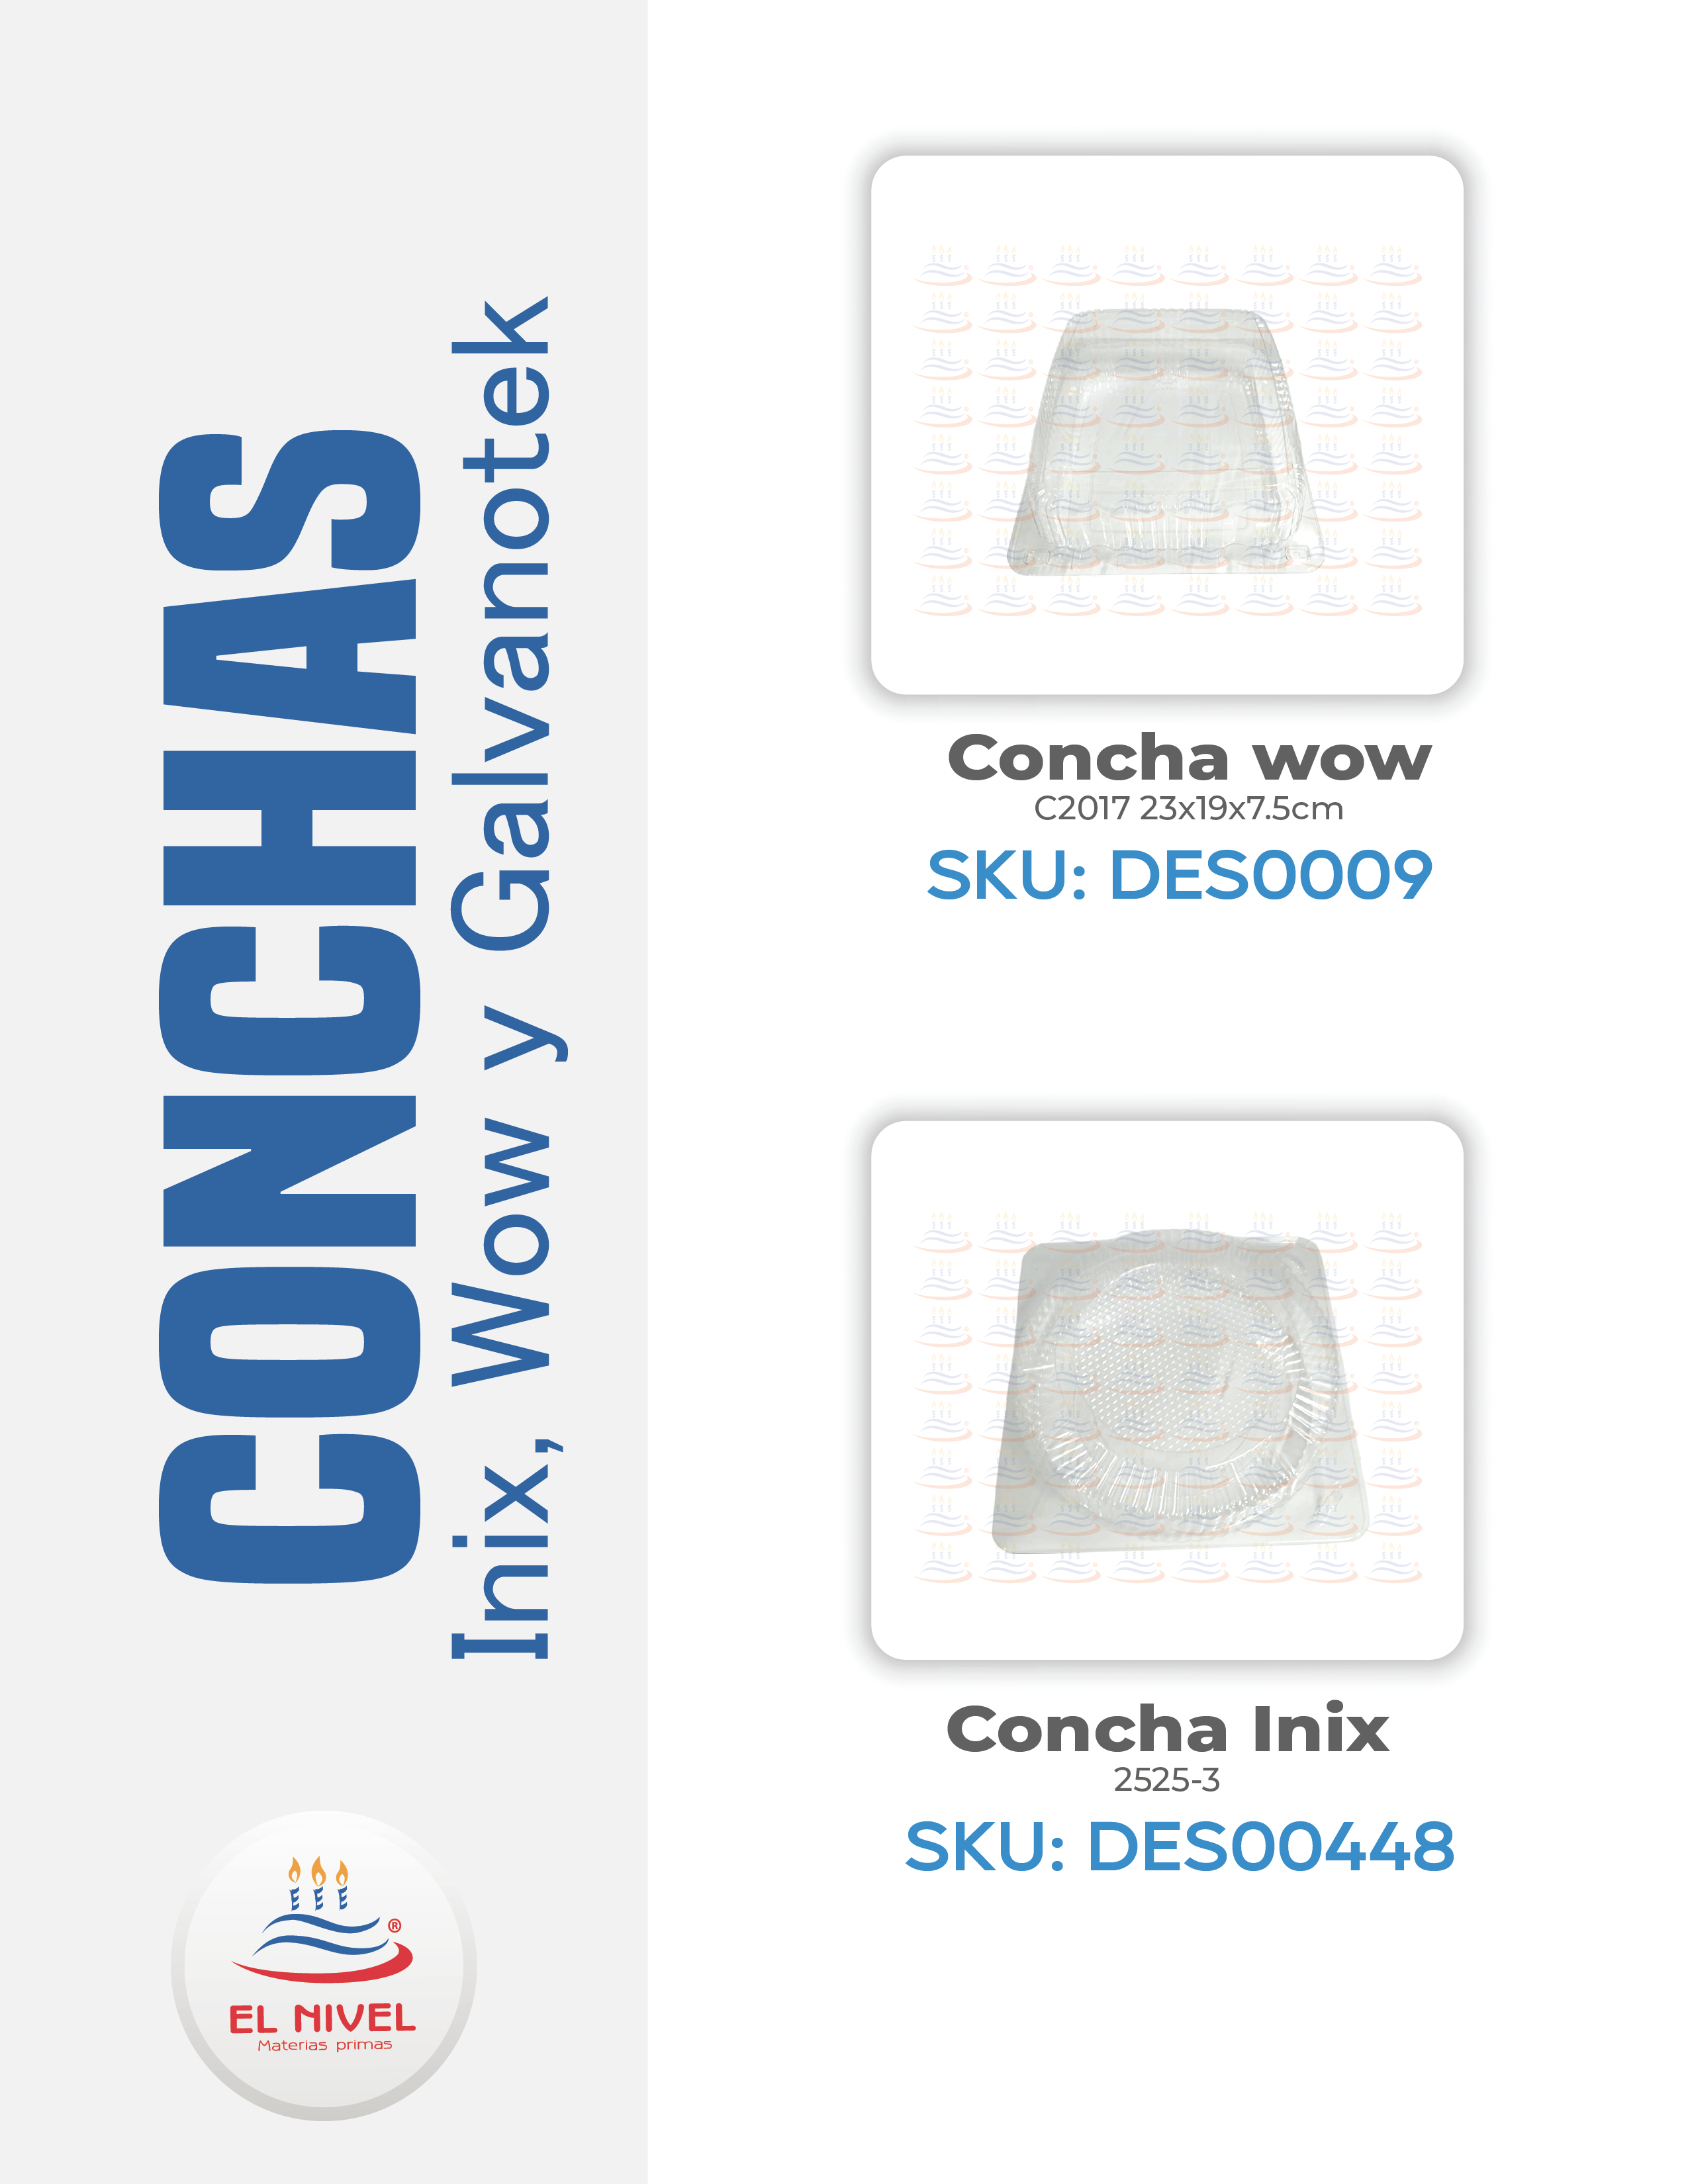 CONCHAS
Inix, Wow y Galvanotek
Concha wow
C2017 23x19x7.5cm
SKU: DES0009
Concha Inix
2525-3
SKU: DES00448
®
EL NIVEL
Materias primas